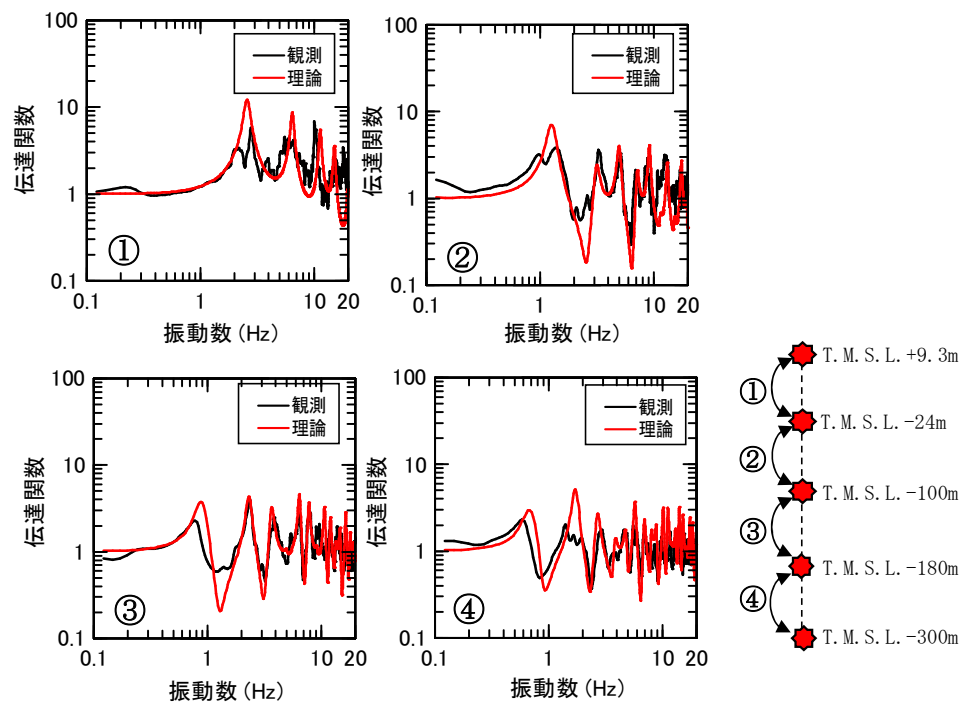 100
10
1
0.1
0.1
1
10
20
伝達関数
振動数 (Hz)
観測
理論
①
100
10
1
0.1
0.1
1
10
20
伝達関数
振動数 (Hz)
観測
理論
②
100
10
1
0.1
0.1
1
10
20
伝達関数
振動数 (Hz)
観測
理論
③
100
10
1
0.1
0.1
1
10
20
伝達関数
振動数 (Hz)
観測
理論
④
T.M.S.L.+9.3m
①
T.M.S.L.-24m
②
T.M.S.L.-100m
③
T.M.S.L.-180m
④
T.M.S.L.-300m